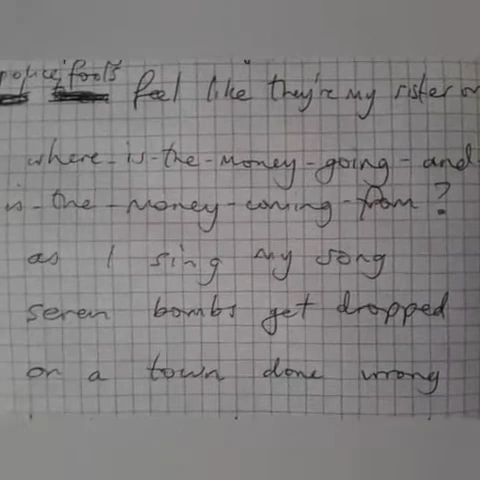 police, fools feel like they're my sister or
where-is-the-money-going-and
is-the-money-coming-from?
as I sing my song
seven bombs get dropped
on a town done wrong